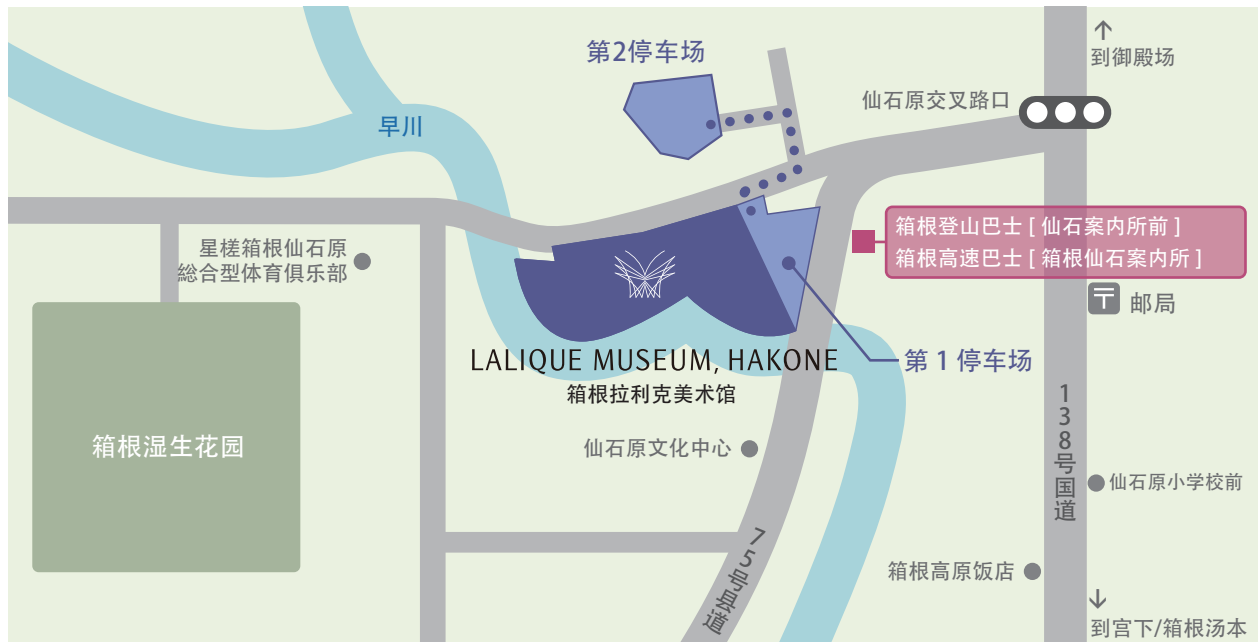 第2停车场
到御殿场
仙石原交叉路口
早川
箱根登山巴士 [ 仙石案内所前 ]
箱根高速巴士 [ 箱根仙石案内所 ]
星槎箱根仙石原
総合型体育俱乐部
〒 邮局
LALIQUE MUSEUM, HAKONE
第 1 停车场
箱根拉利克美术馆
138号国道
箱根湿生花园
仙石原文化中心
仙石原小学校前
75号县道
箱根高原饭店
到宫下/箱根汤本